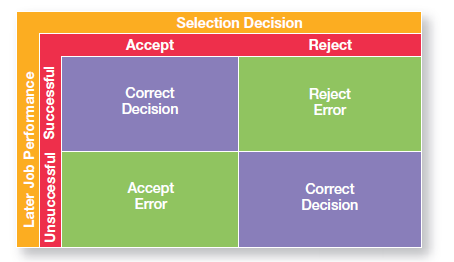 Selection Decision
Accept
Reject
Later Job Performance
Successful
Correct
Decision
Reject
Error
Unsuccessful
Accept
Error
Correct
Decision